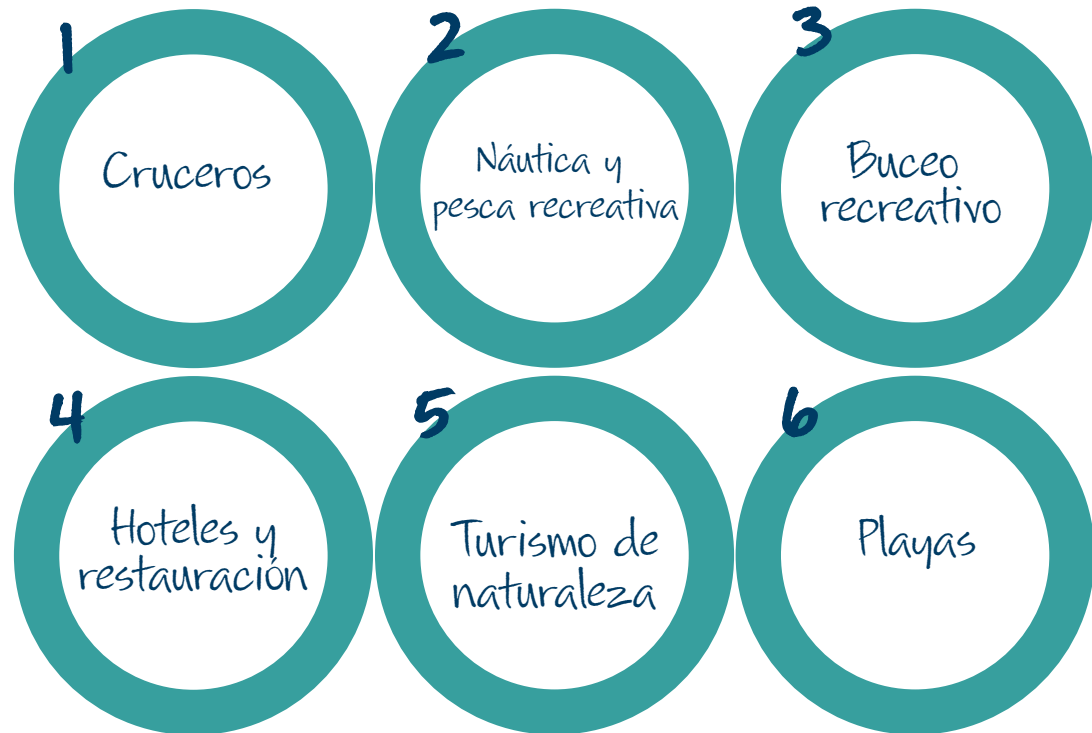 1
Cruceros
2
Náutica y
pesca recreativa
3
Buceo
recreativo
4
Hoteles y
restauración
5
Turismo de
naturaleza
6
Playas